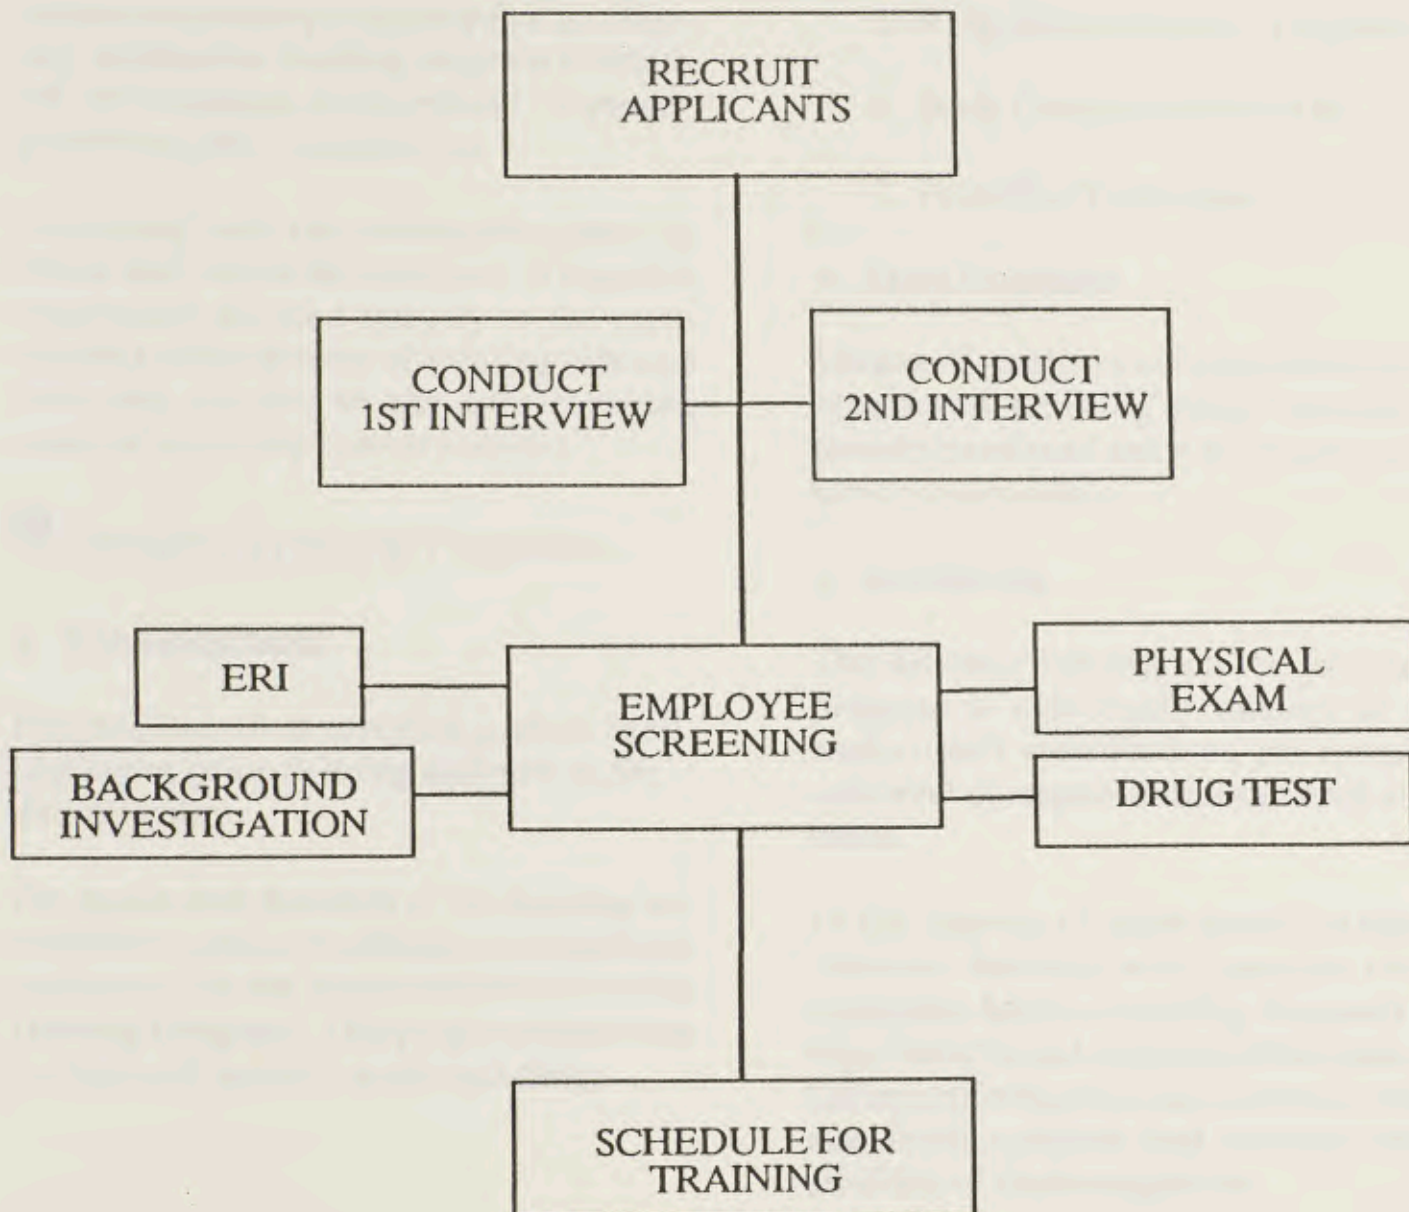 RECRUIT
APPLICANTS
CONDUCT
1ST INTERVIEW
CONDUCT
2ND INTERVIEW
ERI
BACKGROUND
INVESTIGATION
EMPLOYEE
SCREENING
PHYSICAL
EXAM
DRUG TEST
SCHEDULE FOR
TRAINING